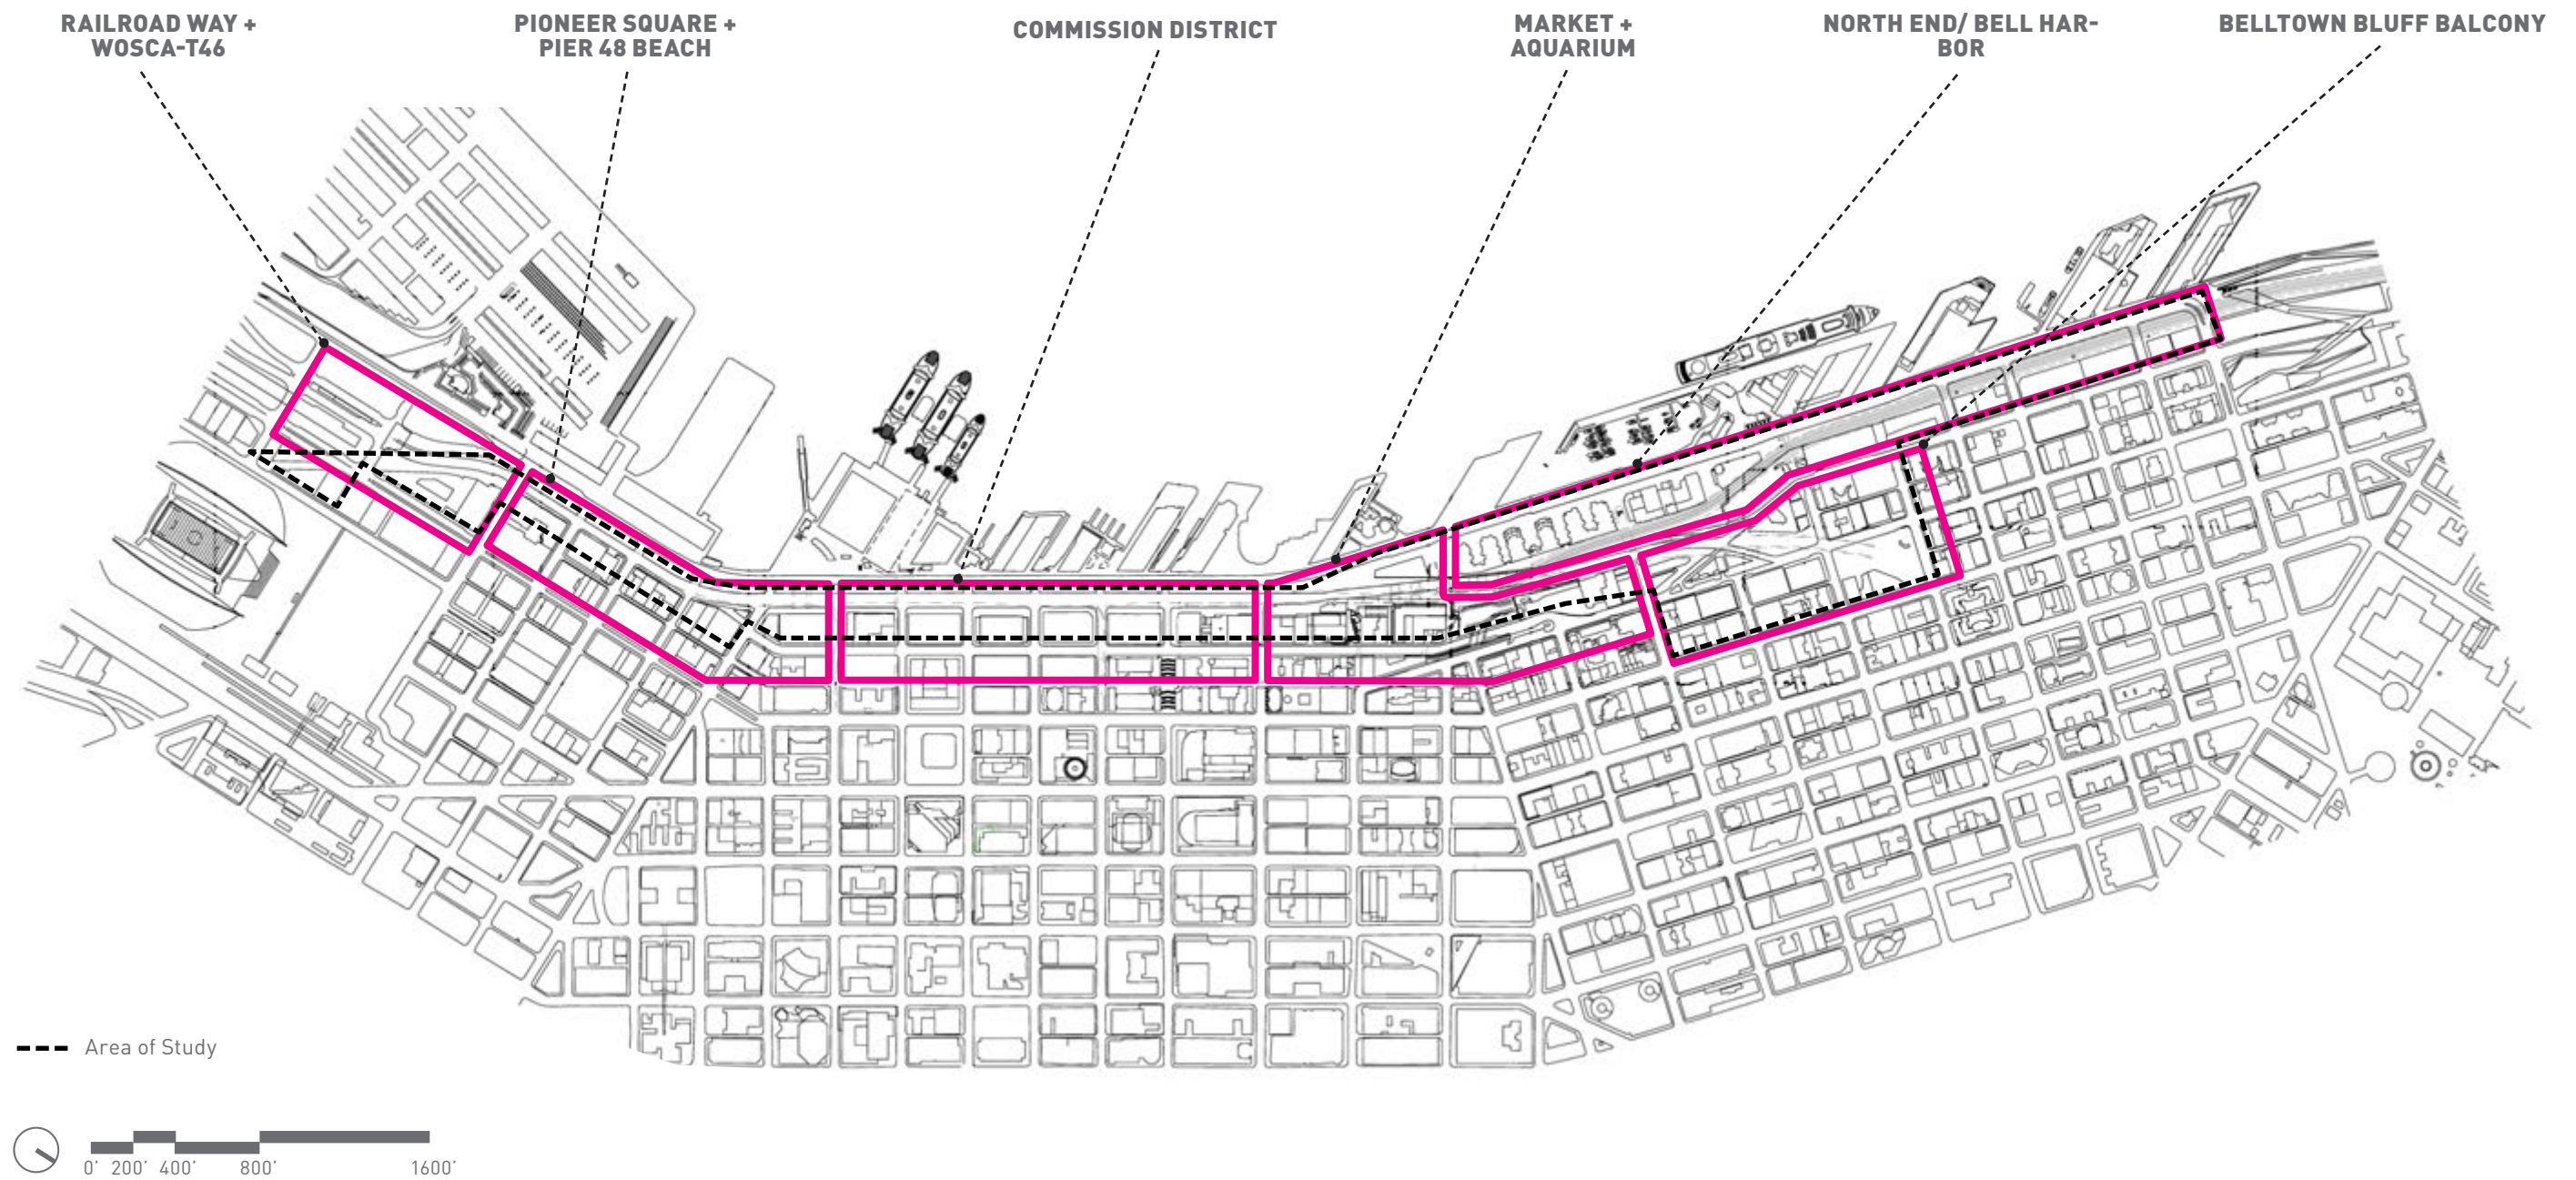 RAILROAD WAY +
WOSCA-T46
PIONEER SQUARE +
PIER 48 BEACH
COMMISSION DISTRICT
MARKET +
AQUARIUM
NORTH END/ BELL HAR-
BOR
BELLTOWN BLUFF BALCONY
Area of Study
0' 200' 400' 800' 1600'